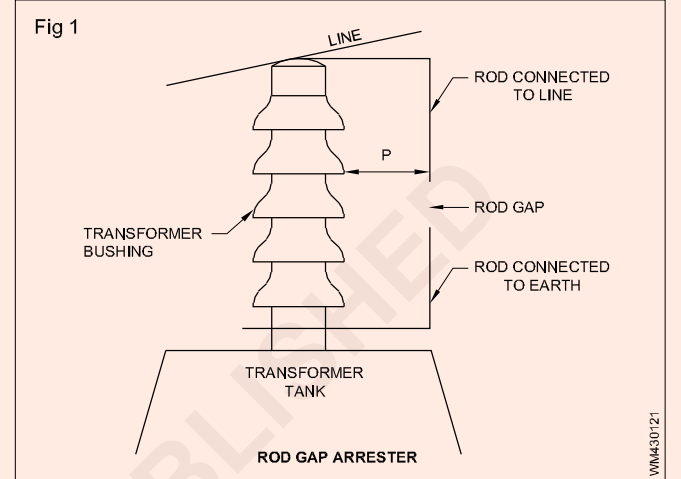 Fig 1
LINE
ROD CONNECTED
TO LINE
P
ROD GAP
TRANSFORMER
BUSHING
ROD CONNECTED
TO EARTH
TRANSFORMER
TANK
ROD GAP ARRESTER
WM430121
BLISHED